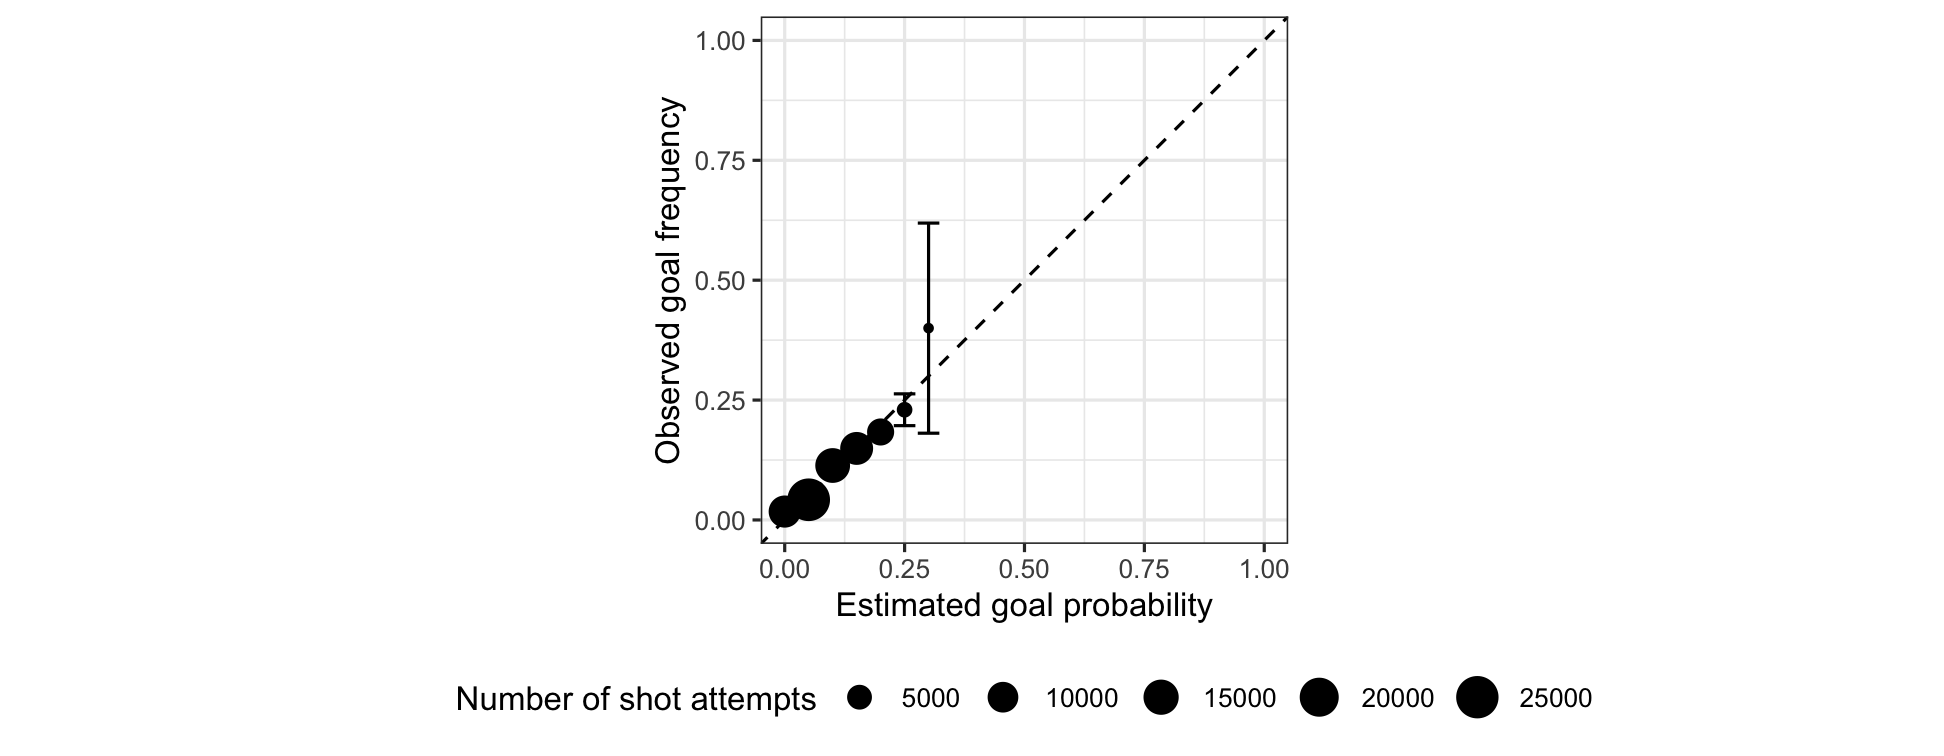 1.00
0.75
0.50
0.25
0.00
Observed goal frequency
0.00 0.25 0.50 0.75 1.00
Estimated goal probability
Number of shot attempts 5000 10000 15000 20000 25000